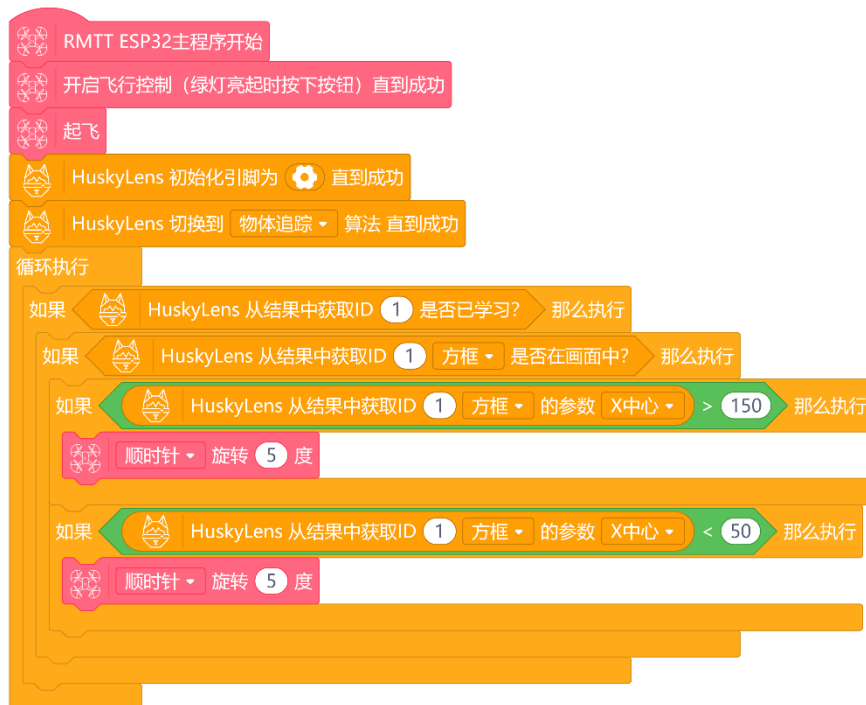 RMTT ESP32主程序开始
开启飞行控制（绿灯亮起时按下按钮）直到成功
起飞
HuskyLens 初始化引脚为 直到成功
HuskyLens 切换到 物体追踪 算法 直到成功
循环执行
如果 HuskyLens 从结果中获取ID 1 是否已学习? 那么执行
如果 HuskyLens 从结果中获取ID 1 方框 是否在画面中? 那么执行
如果 HuskyLens 从结果中获取ID 1 方框 的参数 X中心 > 150 那么执行
顺时针 旋转 5 度
如果 HuskyLens 从结果中获取ID 1 方框 的参数 X中心 < 50 那么执行
顺时针 旋转 5 度